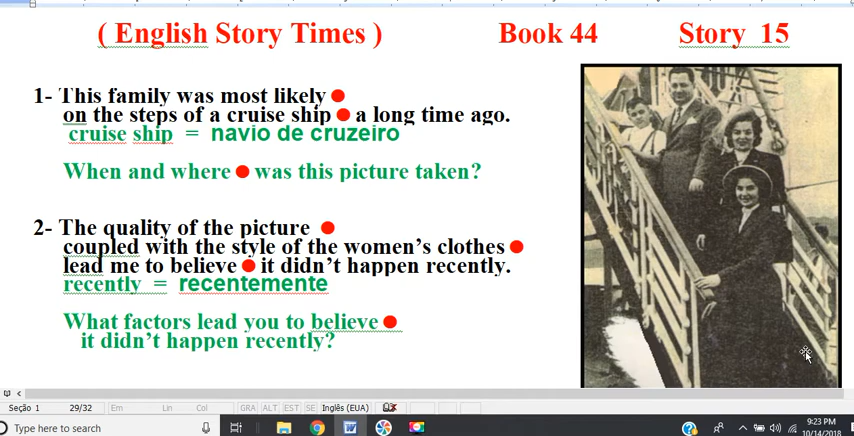 ( English Story Times ) Book 44 Story 15
1- This family was most likely
on the steps of a cruise ship a long time ago.
cruise ship = navio de cruzeiro
When and where was this picture taken?
2- The quality of the picture
coupled with the style of the women’s clothes
lead me to believe it didn’t happen recently.
recently = recentemente
What factors lead you to believe
it didn’t happen recently?
Seção 1 29/32 Em Lin Col GRA ALT EST SE Inglês (EUA)
Type here to search
9:23 PM
10/14/2018